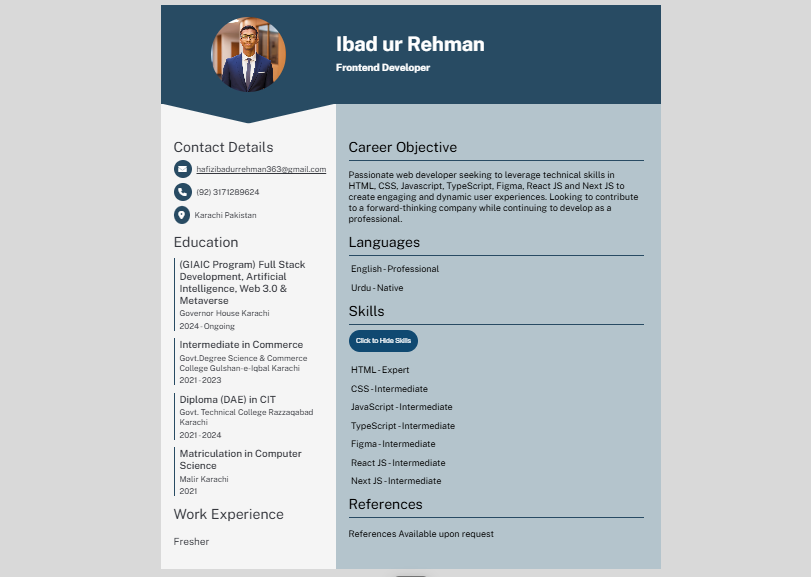 Ibad ur Rehman
Frontend Developer
Contact Details
hafizibadurrehman363@gmail.com
(92) 3171289624
Karachi Pakistan
Education
(GIAIC Program) Full Stack
Development, Artificial
Intelligence, Web 3.0 &
Metaverse
Governor House Karachi
2024 - Ongoing
Intermediate in Commerce
Govt.Degree Science & Commerce
College Gulshan-e-Iqbal Karachi
2021 - 2023
Diploma (DAE) in CIT
Govt. Technical College Razzaqabad
Karachi
2021 - 2024
Matriculation in Computer
Science
Malir Karachi
2021
Work Experience
Fresher
Career Objective
Passionate web developer seeking to leverage technical skills in
HTML, CSS, Javascript, TypeScript, Figma, React JS and Next JS to
create engaging and dynamic user experiences. Looking to contribute
to a forward-thinking company while continuing to develop as a
professional.
Languages
English - Professional
Urdu - Native
Skills
Click to Hide Skills
HTML - Expert
CSS - Intermediate
JavaScript - Intermediate
TypeScript - Intermediate
Figma - Intermediate
React JS - Intermediate
Next JS - Intermediate
References
References Available upon request